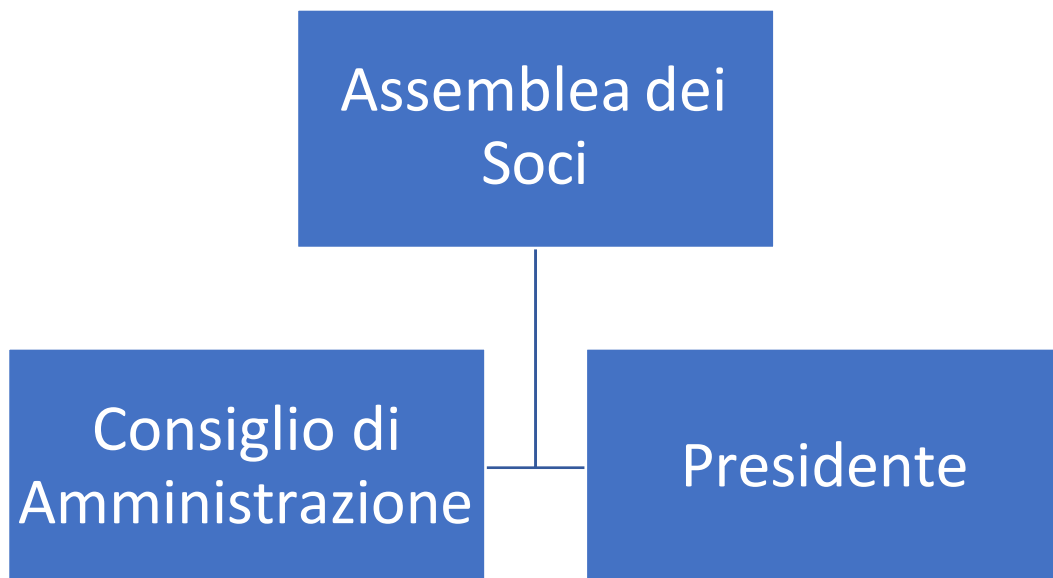 Assemblea dei
Soci
Consiglio di
Amministrazione
Presidente